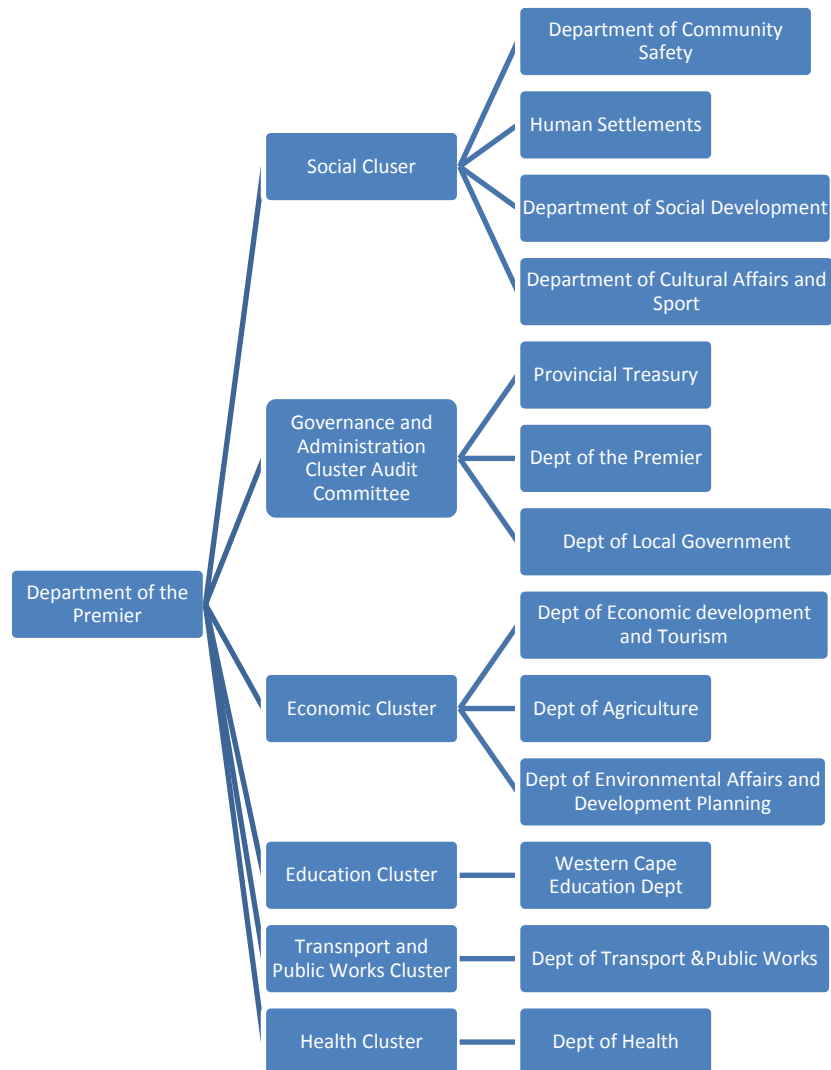 Department of the
Premier
Social Cluser
Department of Community
Safety
Human Settlements
Department of Social Development
Department of Cultural Affairs and
Sport
Governance and
Administration
Cluster Audit
Committee
Provincial Treasury
Dept of the Premier
Dept of Local Government
Economic Cluster
Dept of Economic development
and Tourism
Dept of Agriculture
Dept of Environmental Affairs and
Development Planning
Education Cluster
Western Cape
Education Dept
Transnport and
Public Works Cluster
Dept of Transport &Public Works
Health Cluster
Dept of Health